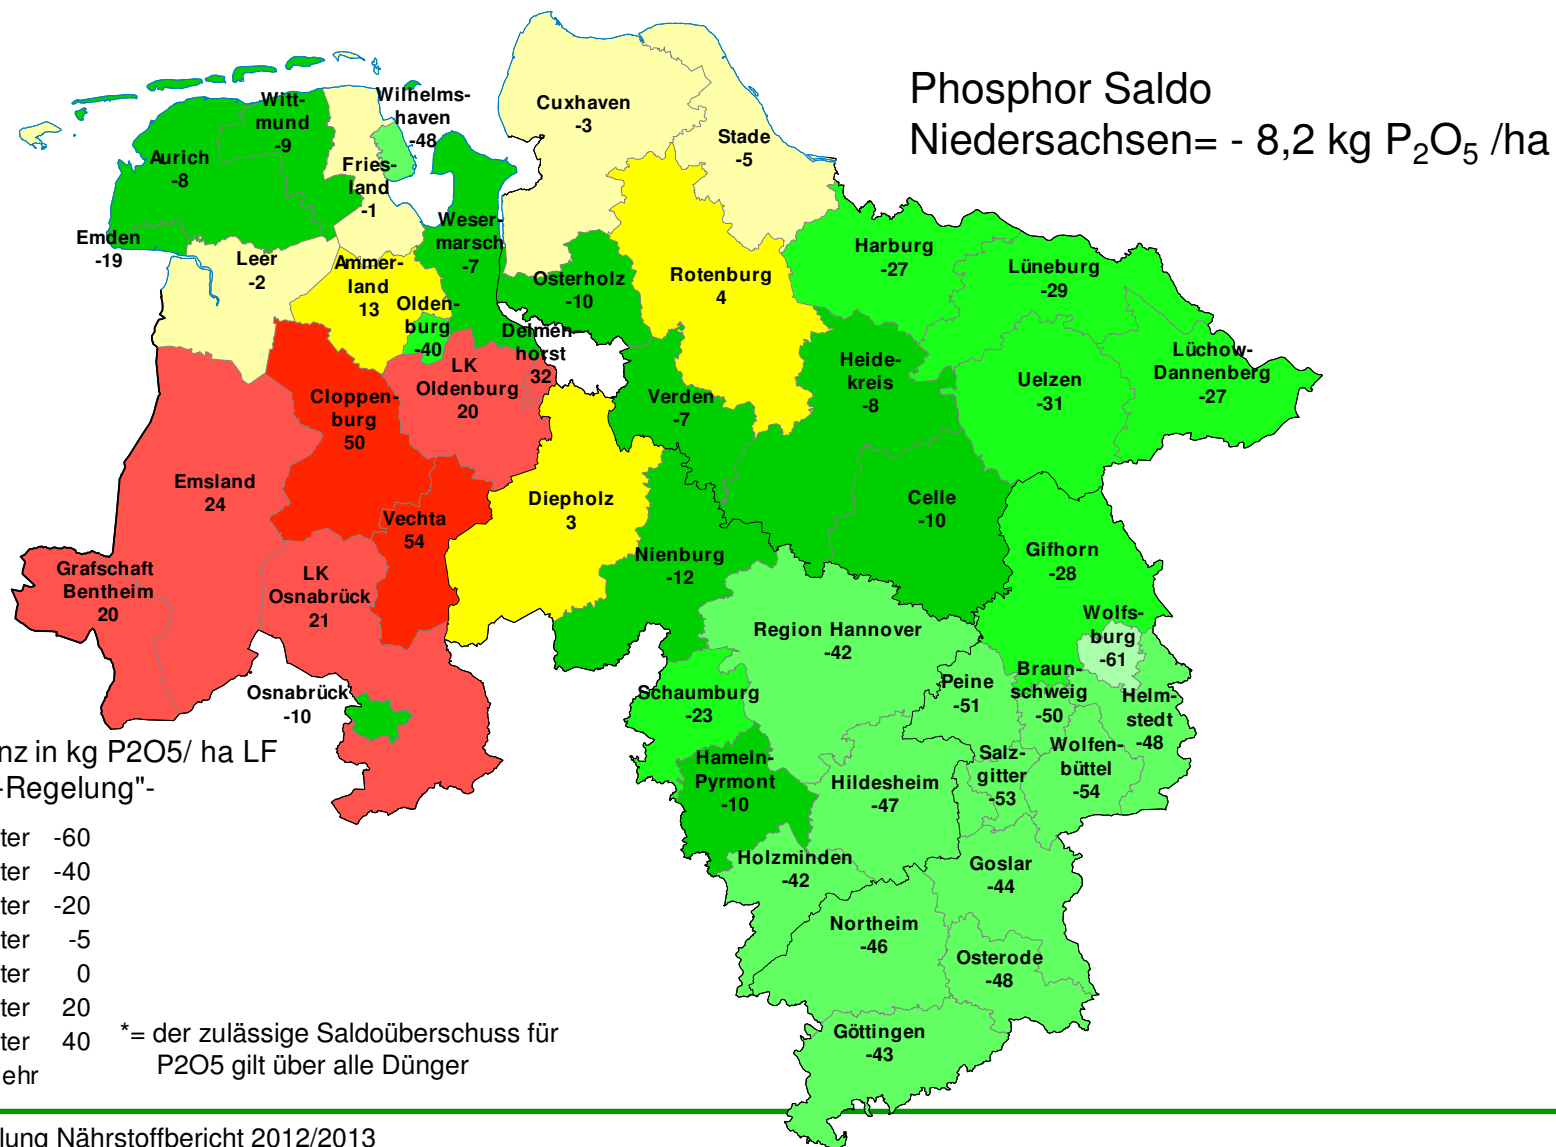 Phosphor Saldo
Niedersachsen= - 8,2 kg P₂O₅ /ha
Wilhelms-
haven
-48
Witt-
mund
-9
Cuxhaven
-3
Stade
-5
Aurich
-8
Fries-
land
-1
Weser-
marsch
-7
Emden
-19
Leer
-2
Ammer-
land
13
Olden-
burg
-40
Osterholz
-10
Rotenburg
4
Harburg
-27
Lüneburg
-29
Delmen-
horst
32
LK
Oldenburg
20
Verden
-7
Heide-
kreis
-8
Uelzen
-31
Lüchow-
Dannenberg
-27
Cloppen-
burg
50
Emsland
24
Vechta
54
Diepholz
3
Celle
-10
Nienburg
-12
Gifhorn
-28
Grafschaft
Bentheim
20
LK
Osnabrück
21
Region Hannover
-42
Wolfs-
burg
-61
Osnabrück
-10
Schaumburg
-23
Peine
-51
Braun-
schweig
-50
Helm-
stedt
-48
Hameln-
Pyrmont
-10
Hildesheim
-47
Salz-
gitter
-53
Wolfen-
büttel
-54
Holzminden
-42
Goslar
-44
Northeim
-46
Osterode
-48
Göttingen
-43
nz in kg P2O5/ ha LF
-Regelung"-
ter -60
ter -40
ter -20
ter -5
ter 0
ter 20
ter 40
ehr
*= der zulässige Saldoüberschuss für
P2O5 gilt über alle Dünger
lung Nährstoffbericht 2012/2013